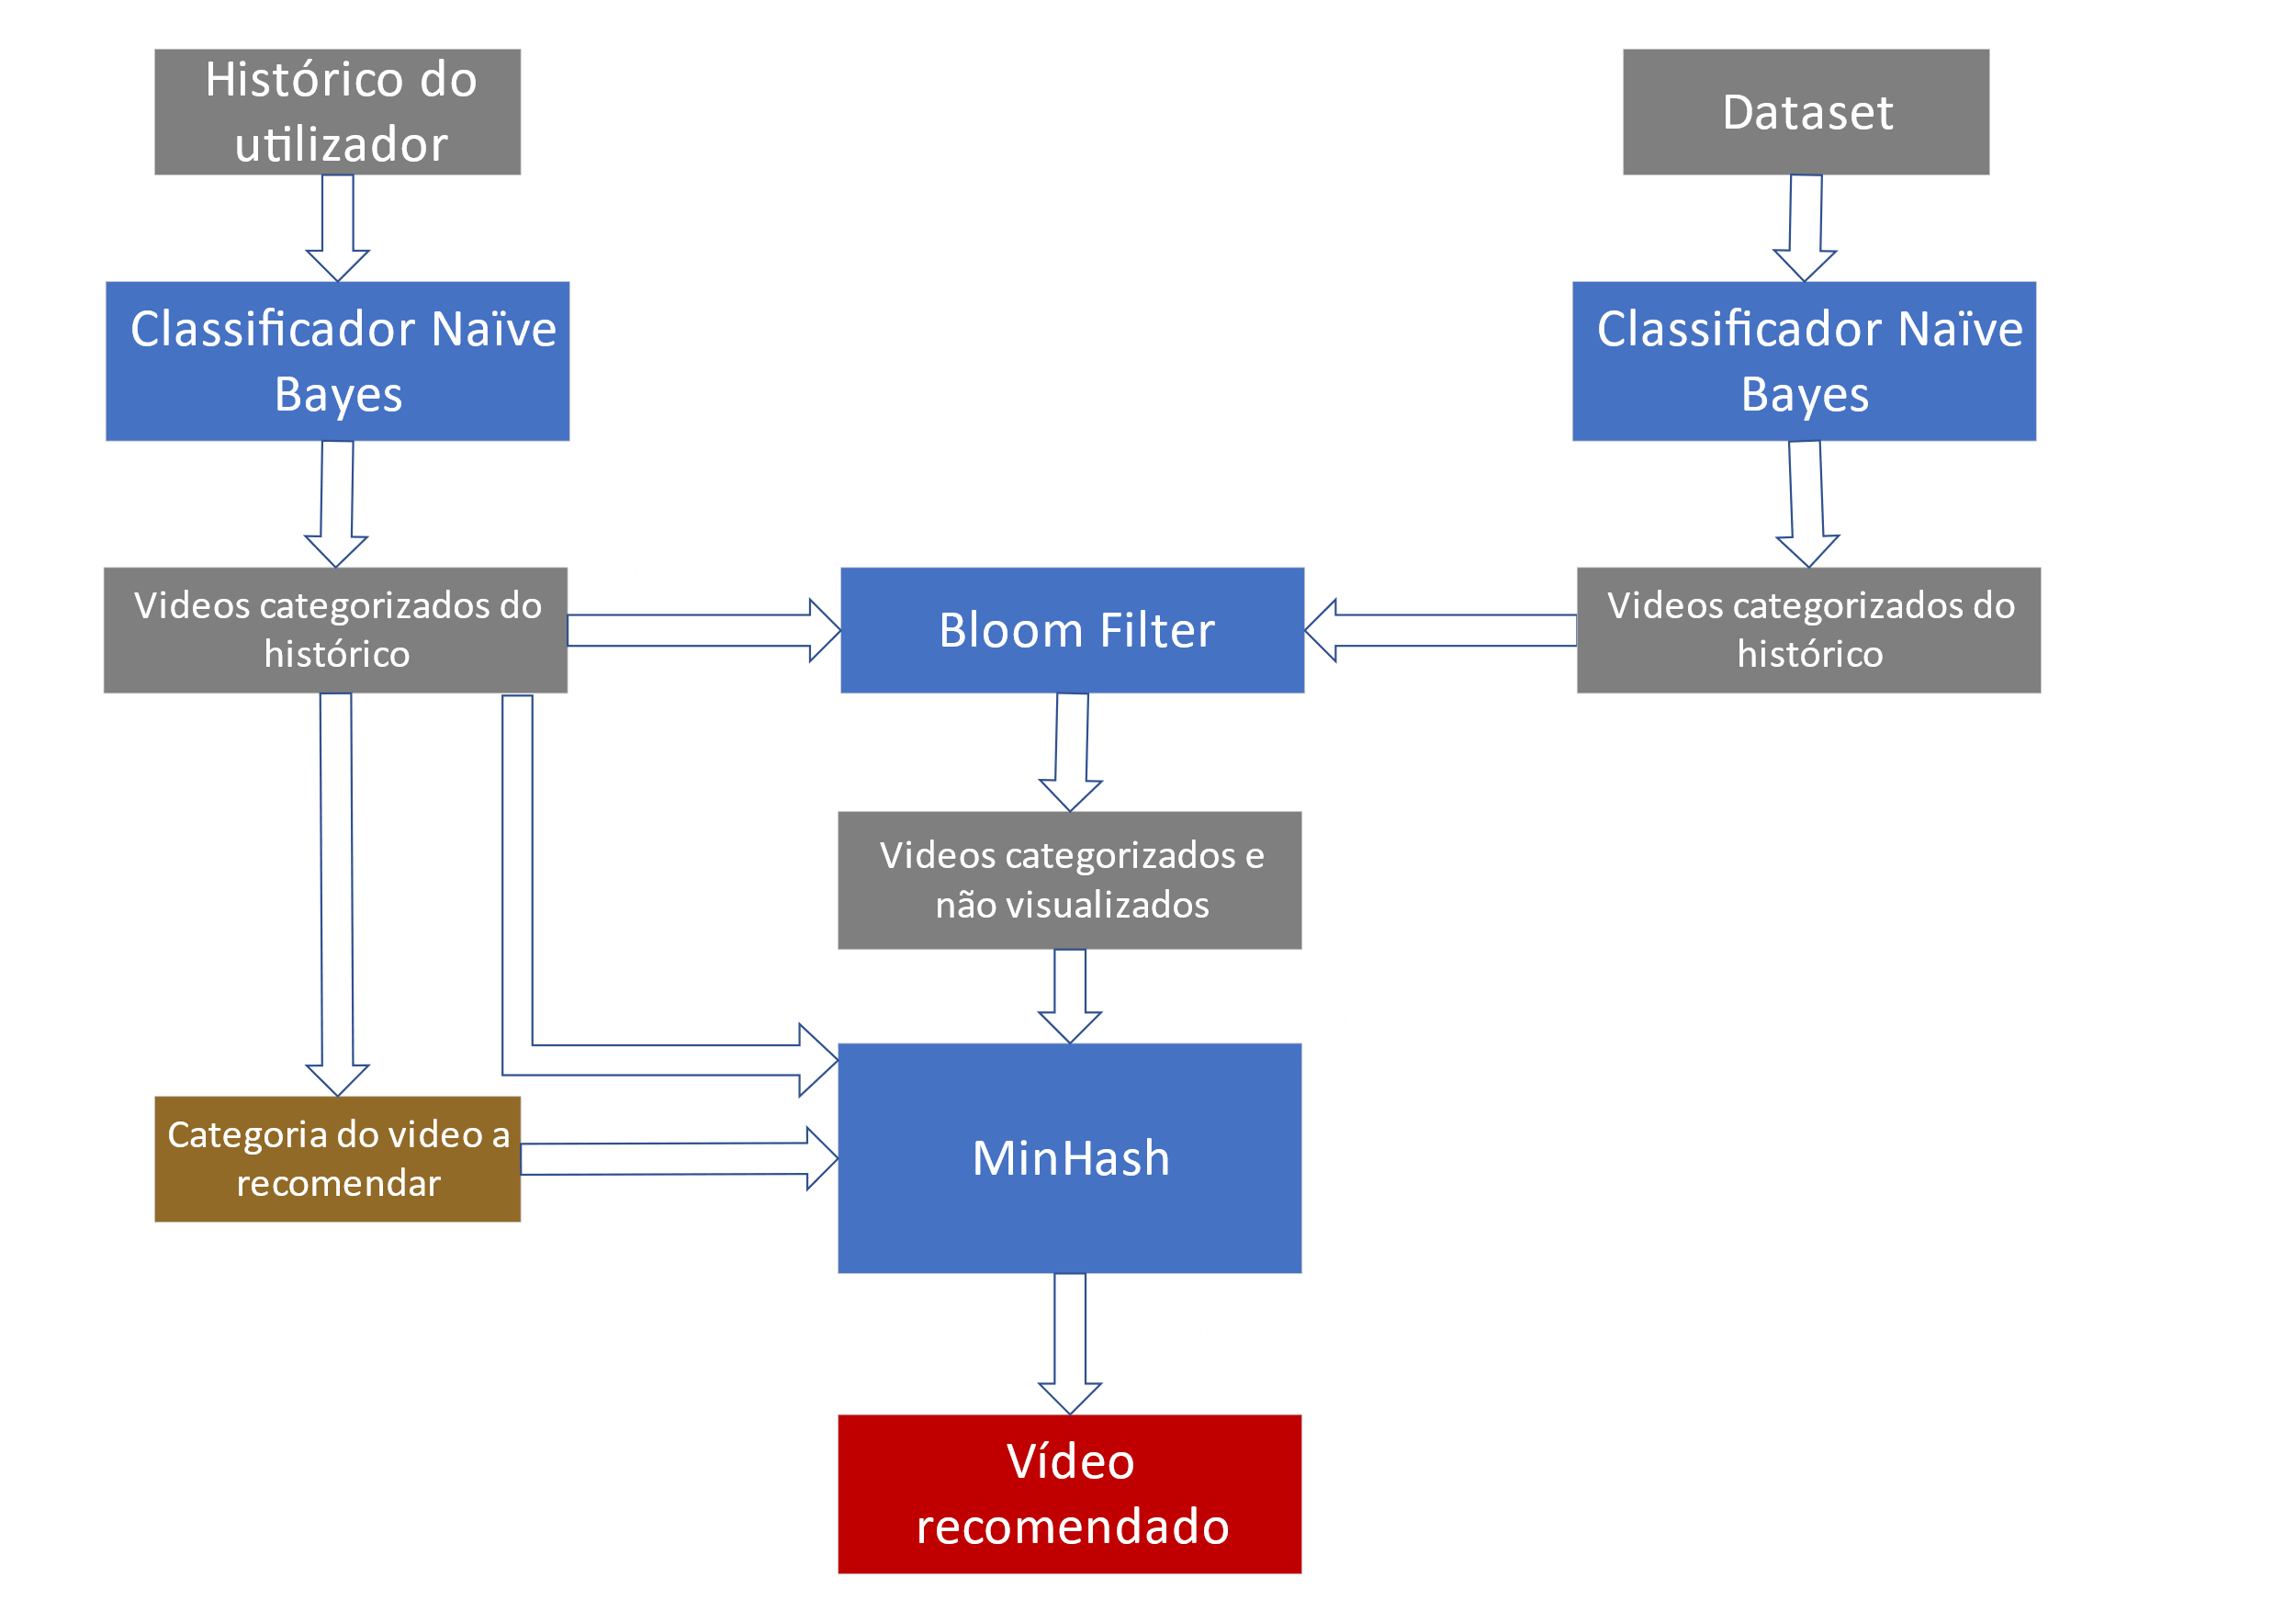 Histórico do
utilizador
Dataset
Classificador Naïve
Bayes
Classificador Naïve
Bayes
Videos categorizados do
histórico
Bloom Filter
Videos categorizados do
histórico
Videos categorizados e
não visualizados
Categoria do video a
recomendar
MinHash
Vídeo
recomendado